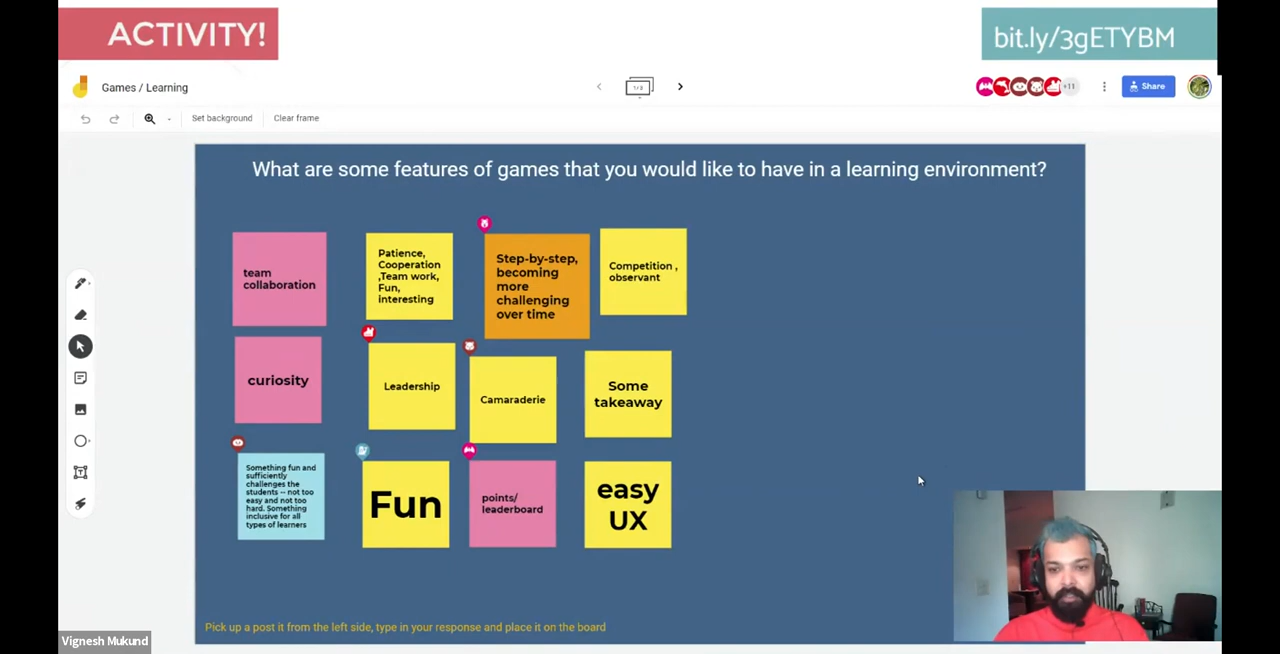 ACTIVITY!
bit.ly/3gETYBM
Games / Learning
1/3
+11
Share
Set background
Clear frame
What are some features of games that you would like to have in a learning environment?
team
collaboration
Patience,
Cooperation
,Team work,
Fun,
interesting
Step-by-step,
becoming
more
challenging
over time
Competition ,
observant
curiosity
Leadership
Camaraderie
Some
takeaway
Something fun and
sufficiently
challenges the
students -- not too
easy and not too
hard. Something
inclusive for all
types of learners
Fun
points/
leaderboard
easy
UX
Pick up a post it from the left side, type in your response and place it on the board
Vignesh Mukund